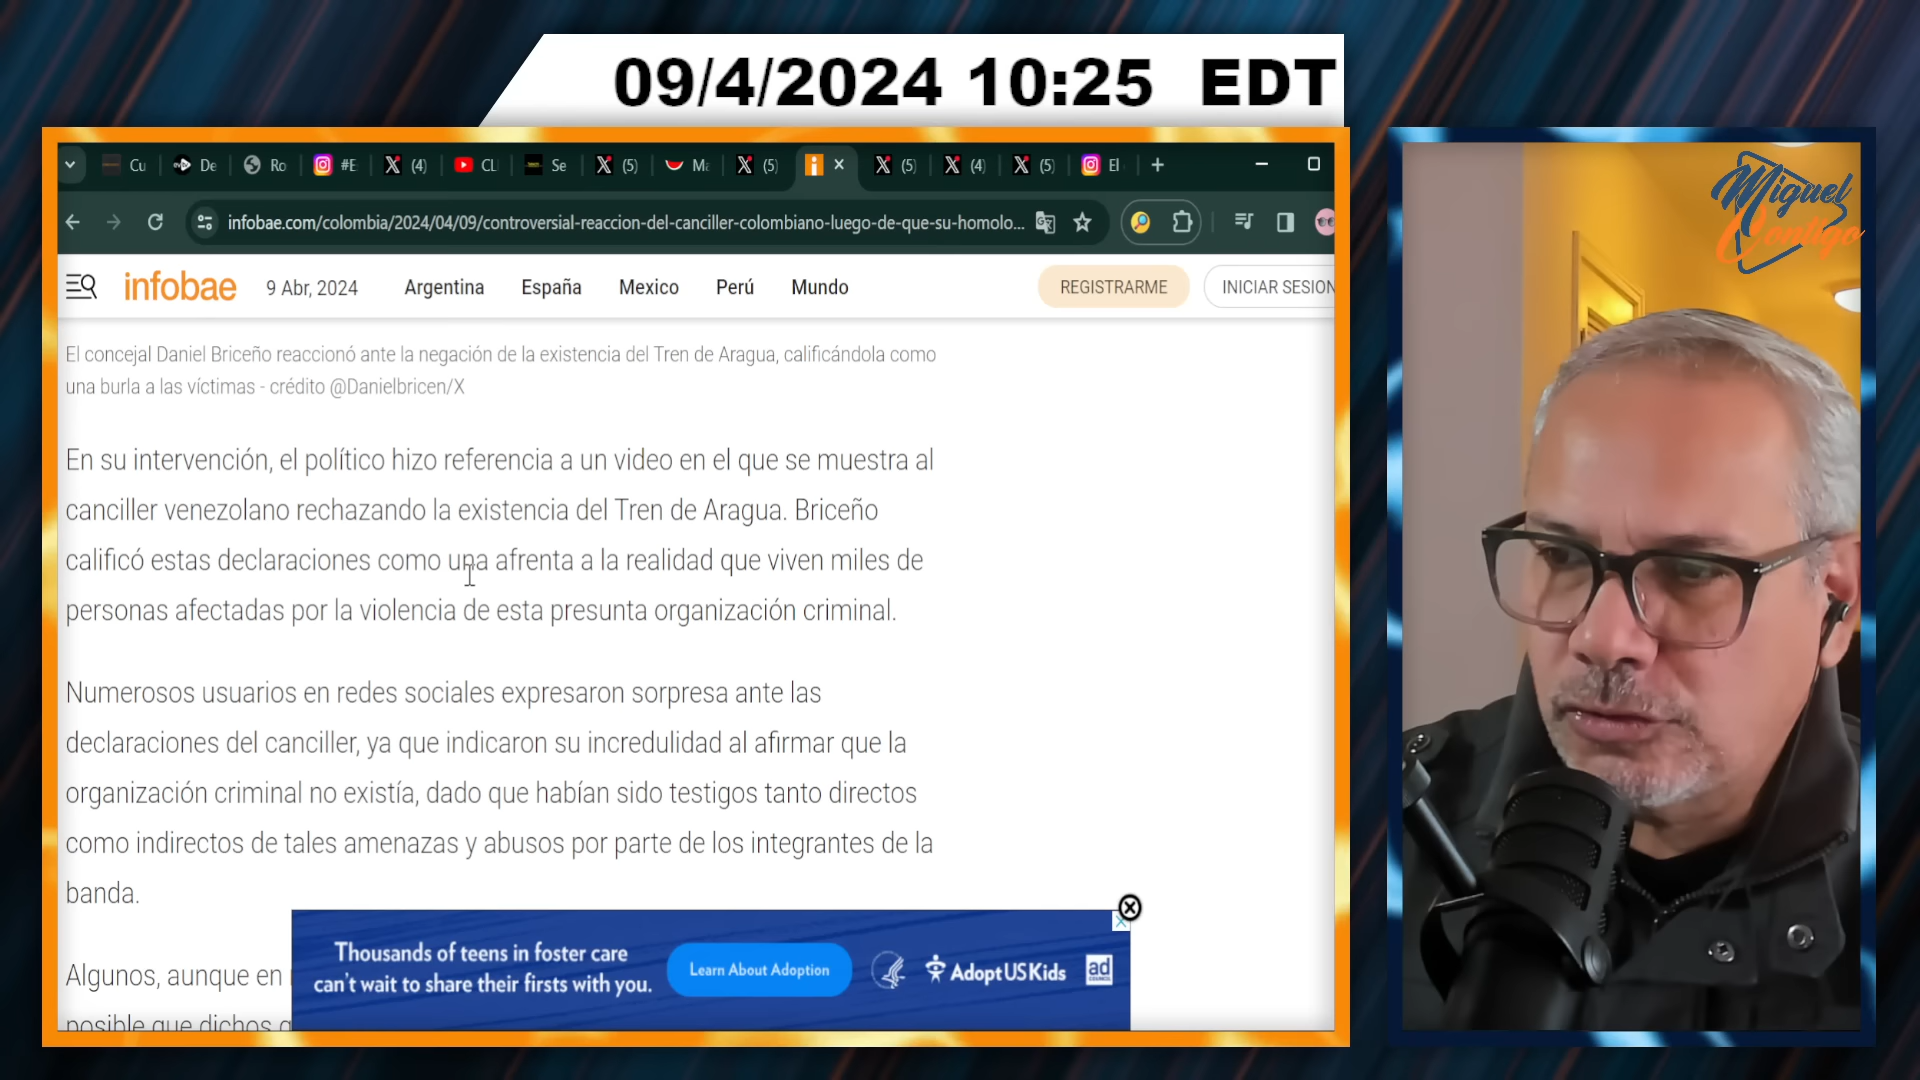 09/4/2024 10:25 EDT
Cu De Ro #E (4) CL Se (5) Ma (5) (5) (4) (5) El
infobae.com/colombia/2024/04/09/controversial-reaccion-del-canciller-colombiano-luego-de-que-su-homolo...
infobae 9 Abr, 2024 Argentina España Mexico Perú Mundo REGISTRARME INICIAR SESION
Miguel
Contigo
El concejal Daniel Briceño reaccionó ante la negación de la existencia del Tren de Aragua, calificándola como
una burla a las víctimas - crédito @Danielbricen/X
En su intervención, el político hizo referencia a un video en el que se muestra al
canciller venezolano rechazando la existencia del Tren de Aragua. Briceño
calificó estas declaraciones como una afrenta a la realidad que viven miles de
personas afectadas por la violencia de esta presunta organización criminal.
Numerosos usuarios en redes sociales expresaron sorpresa ante las
declaraciones del canciller, ya que indicaron su incredulidad al afirmar que la
organización criminal no existía, dado que habían sido testigos tanto directos
como indirectos de tales amenazas y abusos por parte de los integrantes de la
banda.
Algunos, aunque en
posible que dichos
Thousands of teens in foster care
can't wait to share their firsts with you.
Learn About Adoption
AdoptUSKids
ad